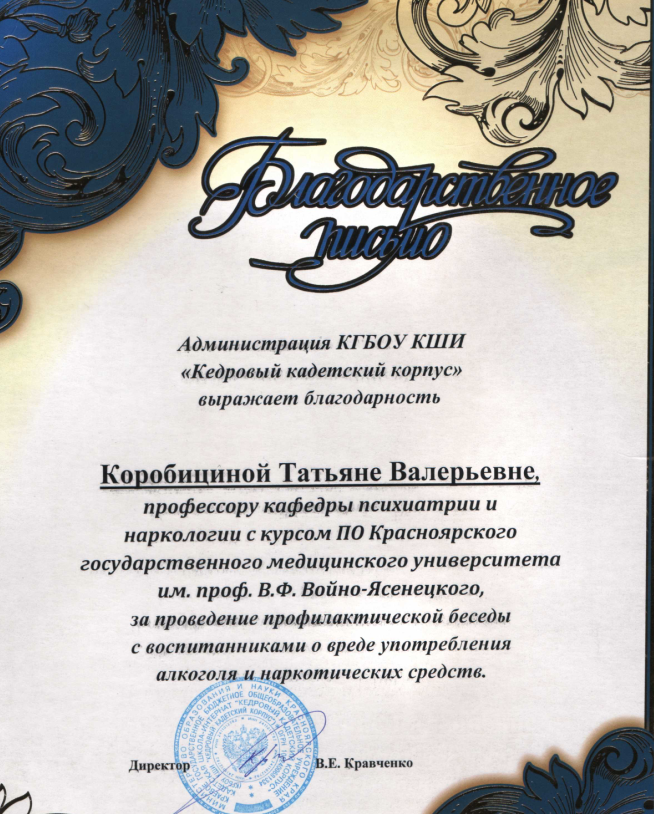 Благодарственное
письмо
Администрация КГБОУ КШИ
«Кедровый кадетский корпус»
выражает благодарность
Коробициной Татьяне Валерьевне,
профессору кафедры психиатрии и
наркологии с курсом ПО Красноярского
государственного медицинского университета
им. проф. В.Ф. Войно-Ясенецкого,
за проведение профилактической беседы
с воспитанниками о вреде употребления
алкоголя и наркотических средств.
Директор В.Е. Кравченко